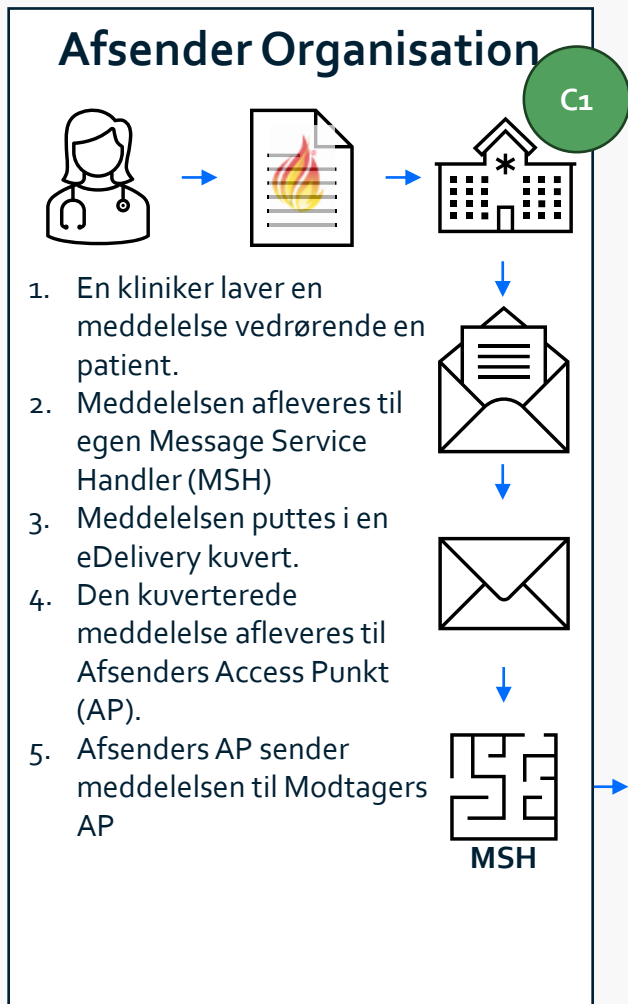 Afsender Organisation
C1
1. En kliniker laver en
meddelelse vedrørende en
patient.
2. Meddelelsen afleveres til
egen Message Service
Handler (MSH)
3. Meddelelsen puttes i en
eDelivery kuvert.
4. Den kuverterede
meddelelse afleveres til
Afsenders Access Punkt
(AP).
5. Afsenders AP sender
meddelelsen til Modtagers
AP
MSH